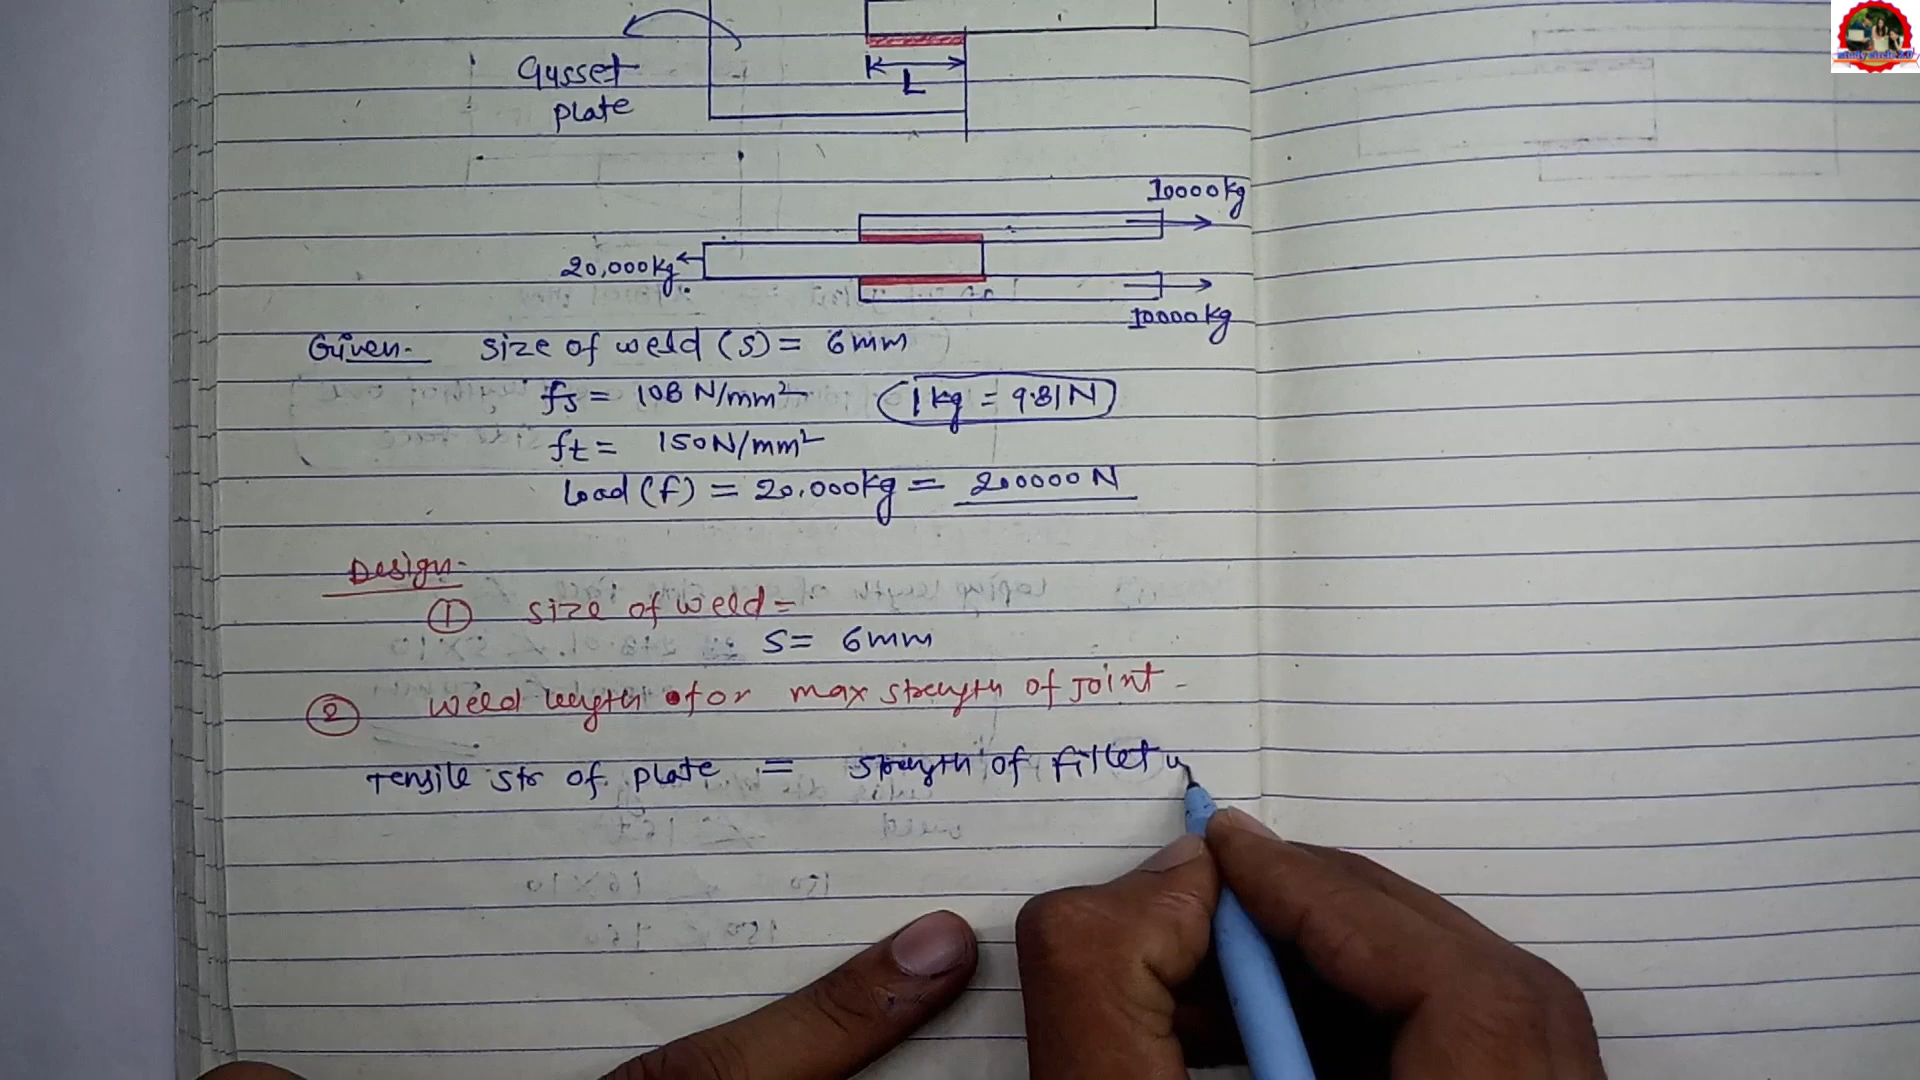 Gusset
plate
L
10000kg
20,000kg
10000kg
Given- size of weld (s) = 6mm
fs = 108 N/mm² (1kg = 9.81N)
ft = 150N/mm²
Load (f) = 20,000kg = 200000 N
Design-
① size of weld =
s = 6mm
② weld length for max strength of Joint -
Tensile str of plate = strength of fillet w